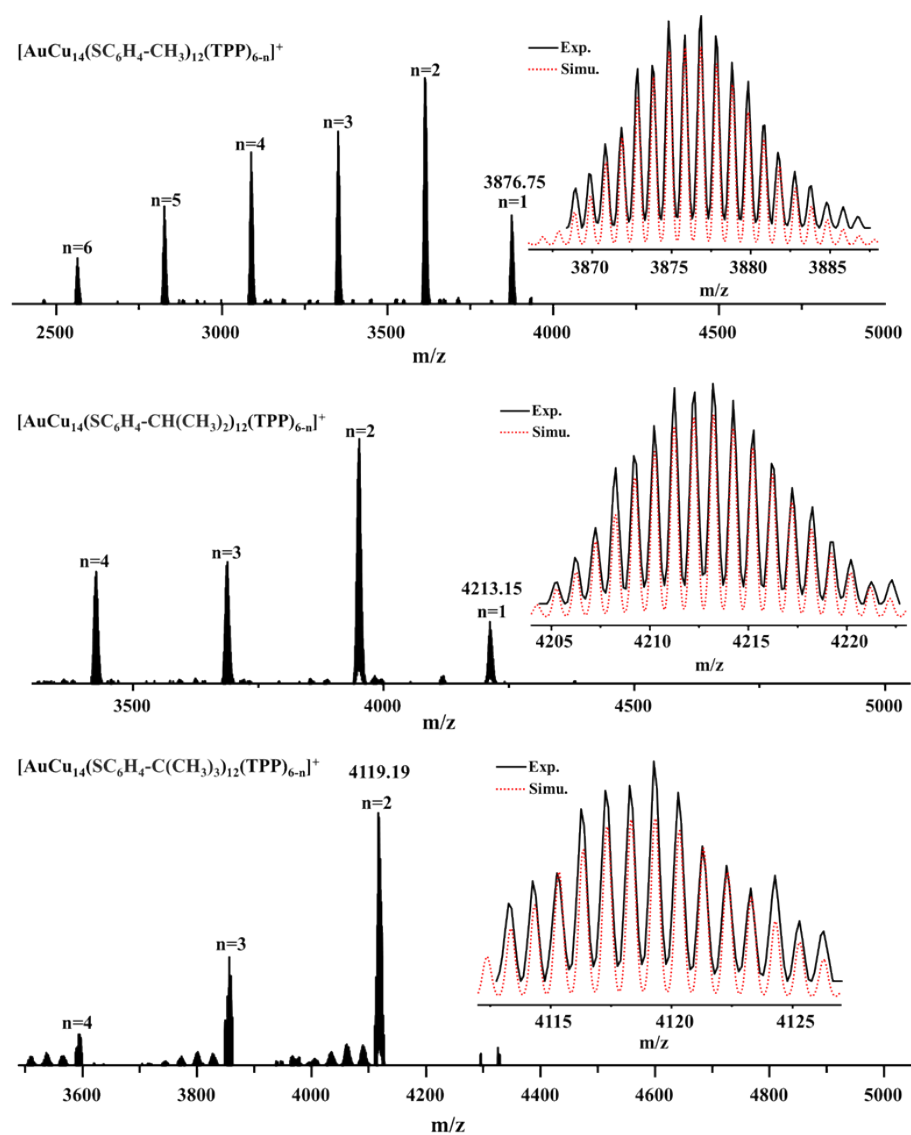 [AuCu₁₄(SC₆H₄-CH₃)₁₂(TPP)₆₋ₙ]⁺
n=6
n=5
n=4
n=3
n=2
3876.75
n=1
Exp.
Simu.
3870 3875 3880 3885
m/z
2500 3000 3500 4000 4500 5000
m/z
[AuCu₁₄(SC₆H₄-CH(CH₃)₂)₁₂(TPP)₆₋ₙ]⁺
n=4
n=3
n=2
4213.15
n=1
Exp.
Simu.
4205 4210 4215 4220
m/z
3500 4000 4500 5000
m/z
[AuCu₁₄(SC₆H₄-C(CH₃)₃)₁₂(TPP)₆₋ₙ]⁺
4119.19
n=2
n=3
n=4
Exp.
Simu.
4115 4120 4125
m/z
3600 3800 4000 4200 4400 4600 4800 5000
m/z